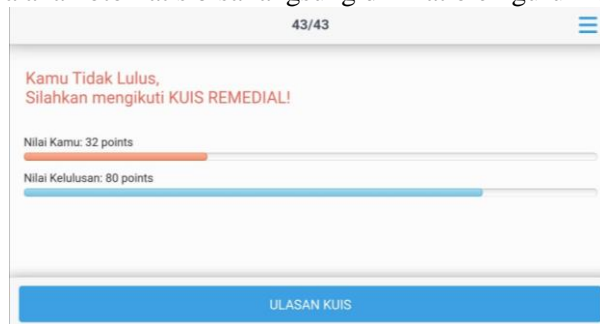 43/43
Kamu Tidak Lulus,
Silahkan mengikuti KUIS REMEDIAL!
Nilai Kamu: 32 points
Nilai Kelulusan: 80 points
ULASAN KUIS